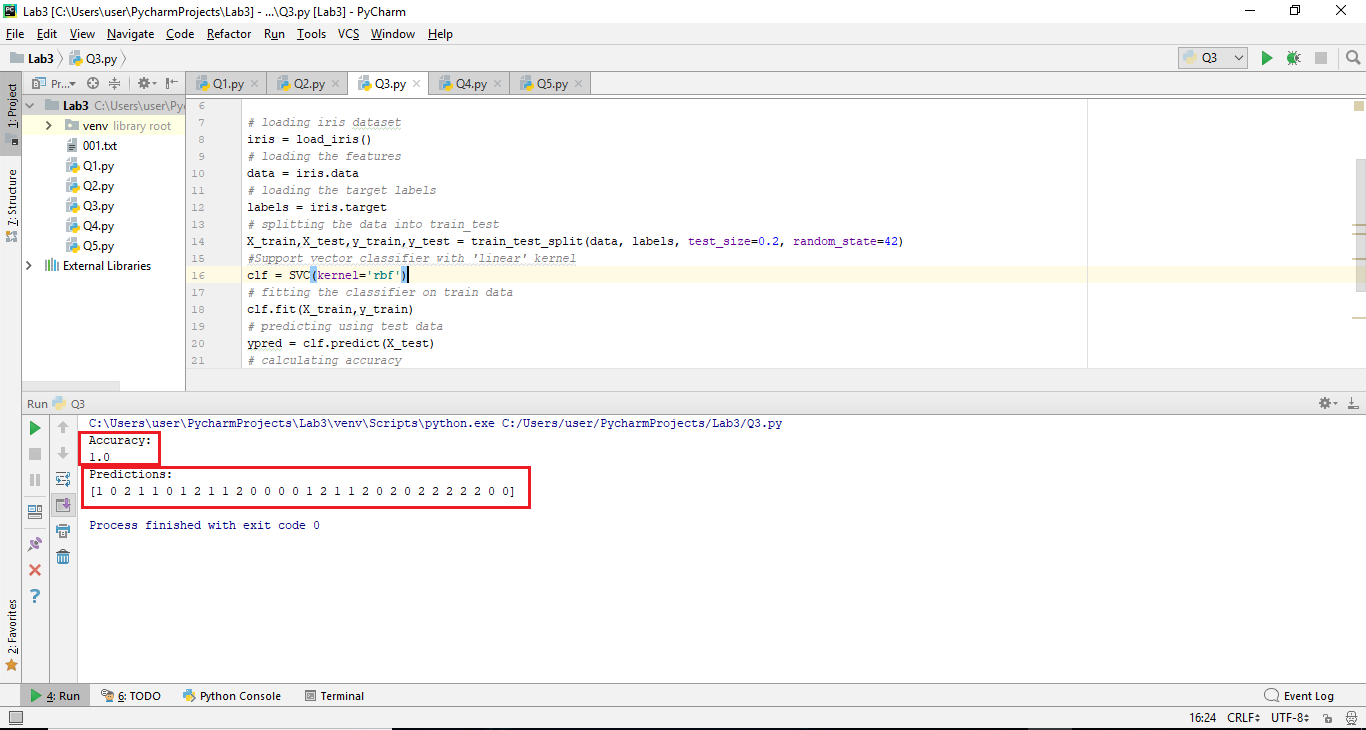 Lab3 [C:\Users\user\PycharmProjects\Lab3] - ...\Q3.py [Lab3] - PyCharm
File Edit View Navigate Code Refactor Run Tools VCS Window Help
Lab3 Q3.py Q3
1: Project
7: Structure
2: Favorites
Pr...
Q1.py Q2.py Q3.py Q4.py Q5.py
Lab3 C:\Users\user\Py
venv library root
001.txt
Q1.py
Q2.py
Q3.py
Q4.py
Q5.py
External Libraries
6
7 # loading iris dataset
8 iris = load_iris()
9 # loading the features
10 data = iris.data
11 # loading the target labels
12 labels = iris.target
13 # splitting the data into train_test
14 X_train,X_test,y_train,y_test = train_test_split(data, labels, test_size=0.2, random_state=42)
15 #Support vector classifier with 'linear' kernel
16 clf = SVC(kernel='rbf')
17 # fitting the classifier on train data
18 clf.fit(X_train,y_train)
19 # predicting using test data
20 ypred = clf.predict(X_test)
21 # calculating accuracy
Run Q3
C:\Users\user\PycharmProjects\Lab3\venv\Scripts\python.exe C:/Users/user/PycharmProjects/Lab3/Q3.py
Accuracy:
1.0
Predictions:
[1 0 2 1 1 0 1 2 1 1 2 0 0 0 0 1 2 1 1 2 0 2 0 2 2 2 2 2 0 0]
Process finished with exit code 0
4: Run 6: TODO Python Console Terminal Event Log
16:24 CRLF UTF-8